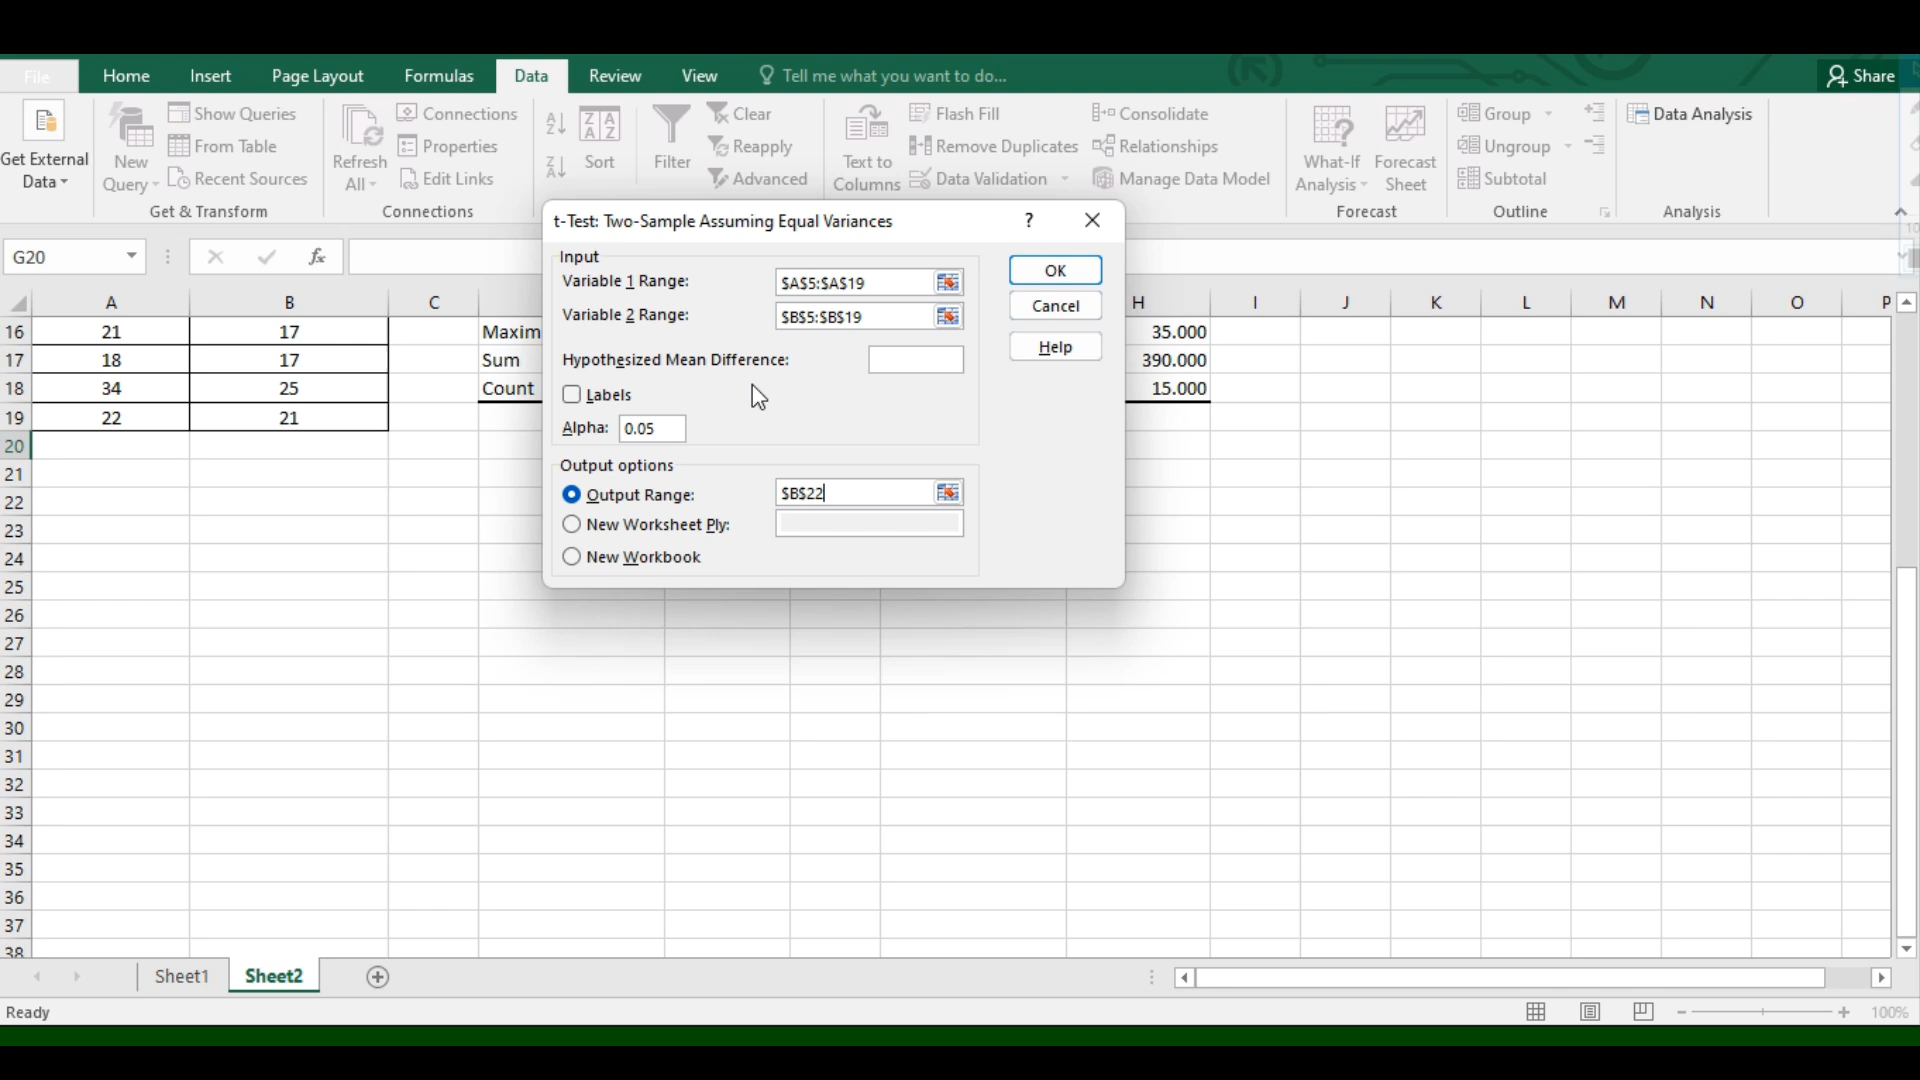 File Home Insert Page Layout Formulas Data Review View Tell me what you want to do... Share
Get External Data
New Query
Show Queries
From Table
Recent Sources
Get & Transform
Refresh All
Connections
Properties
Edit Links
Connections
Sort
Filter
Clear
Reapply
Advanced
Text to Columns
Flash Fill
Remove Duplicates
Data Validation
Consolidate
Relationships
Manage Data Model
What-If Analysis
Forecast Sheet
Forecast
Group
Ungroup
Subtotal
Outline
Data Analysis
Analysis
G20 fx
t-Test: Two-Sample Assuming Equal Variances ?
Input
Variable 1 Range: $A$5:$A$19
Variable 2 Range: $B$5:$B$19
Hypothesized Mean Difference:
Labels
Alpha: 0.05
Output options
Output Range: $B$22
New Worksheet Ply:
New Workbook
OK
Cancel
Help
A B C H I J K L M N O P
16 21 17 Maxim 35.000
17 18 17 Sum 390.000
18 34 25 Count 15.000
19 22 21
20
21
22
23
24
25
26
27
28
29
30
31
32
33
34
35
36
37
38
Sheet1 Sheet2
Ready 100%